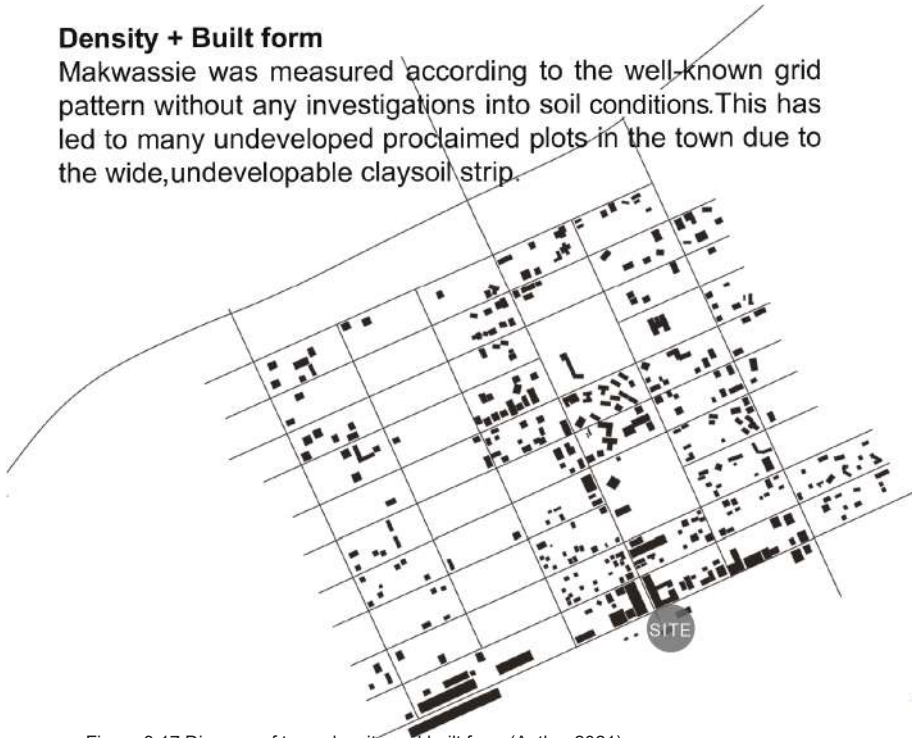 Density + Built form
Makwassie was measured according to the well-known grid
pattern without any investigations into soil conditions.This has
led to many undeveloped proclaimed plots in the town due to
the wide,undevelopable claysoil strip.
SITE